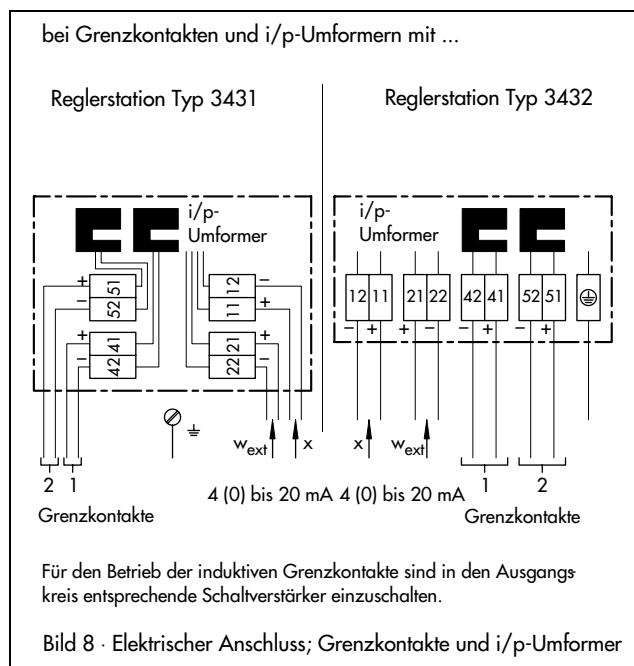 bei Grenzkontakten und i/p-Umformern mit ...
Reglerstation Typ 3431
Reglerstation Typ 3432
i/p-
Umformer
+ 51
– 52
+ 41
– 42
12 –
11 +
21 +
22 –
2 1
Grenzkontakte
w_ext x
4 (0) bis 20 mA
i/p-
Umformer
12 11 21 22 42 41 52 51
– + + – – + – +
x w_ext
4 (0) bis 20 mA
1 2
Grenzkontakte
Für den Betrieb der induktiven Grenzkontakte sind in den Ausgangs-
kreis entsprechende Schaltverstärker einzuschalten.
Bild 8 · Elektrischer Anschluss; Grenzkontakte und i/p-Umformer